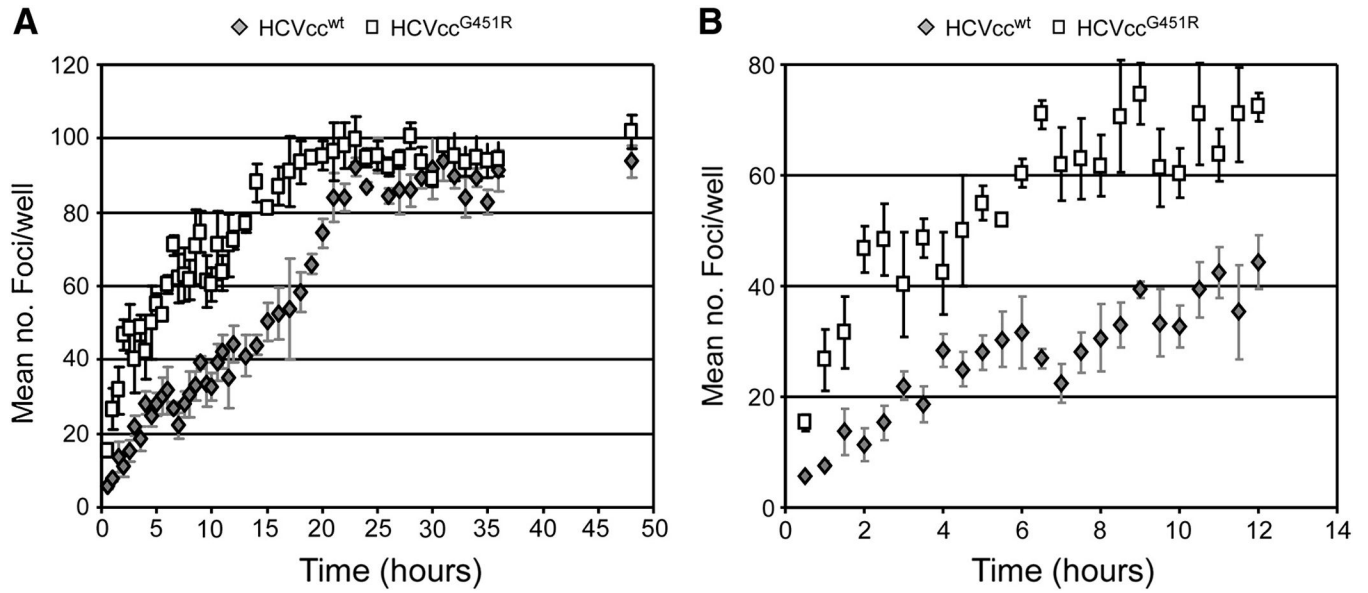 A
HCVcc^wt HCVcc^G451R
120
100
80
60
40
20
0
Mean no. Foci/well
0 5 10 15 20 25 30 35 40 45 50
Time (hours)
B
HCVcc^wt HCVcc^G451R
80
60
40
20
0
Mean no. Foci/well
0 2 4 6 8 10 12 14
Time (hours)